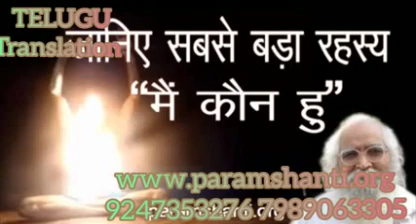 TELUGU
Translation
जानिए सबसे बड़ा रहस्य
“मैं कौन हु”
www.paramshanti.org
9247353276,7989063305